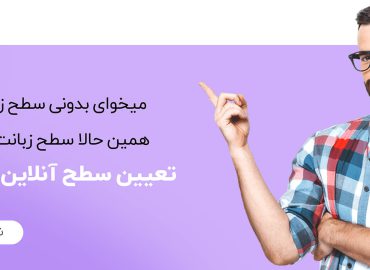 میخوای بدونی سطح
همین حالا سطح زبانت
تعیین سطح آنلاین